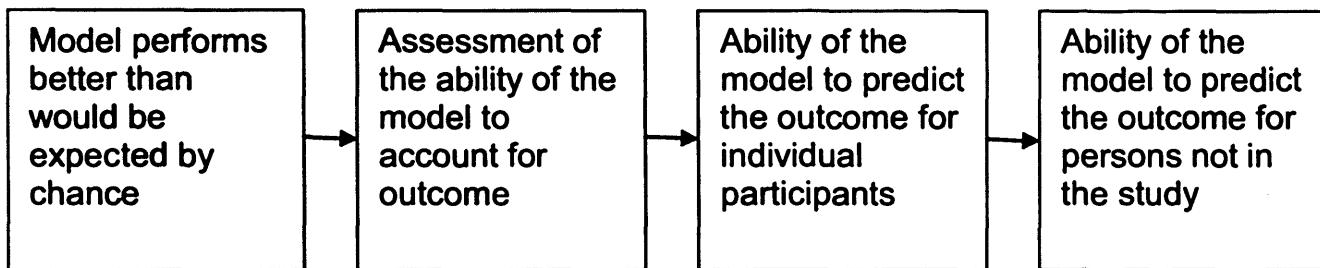 Model performs
better than
would be
expected by
chance
Assessment of
the ability of the
model to
account for
outcome
Ability of the
model to predict
the outcome for
individual
participants
Ability of the
model to predict
the outcome for
persons not in
the study